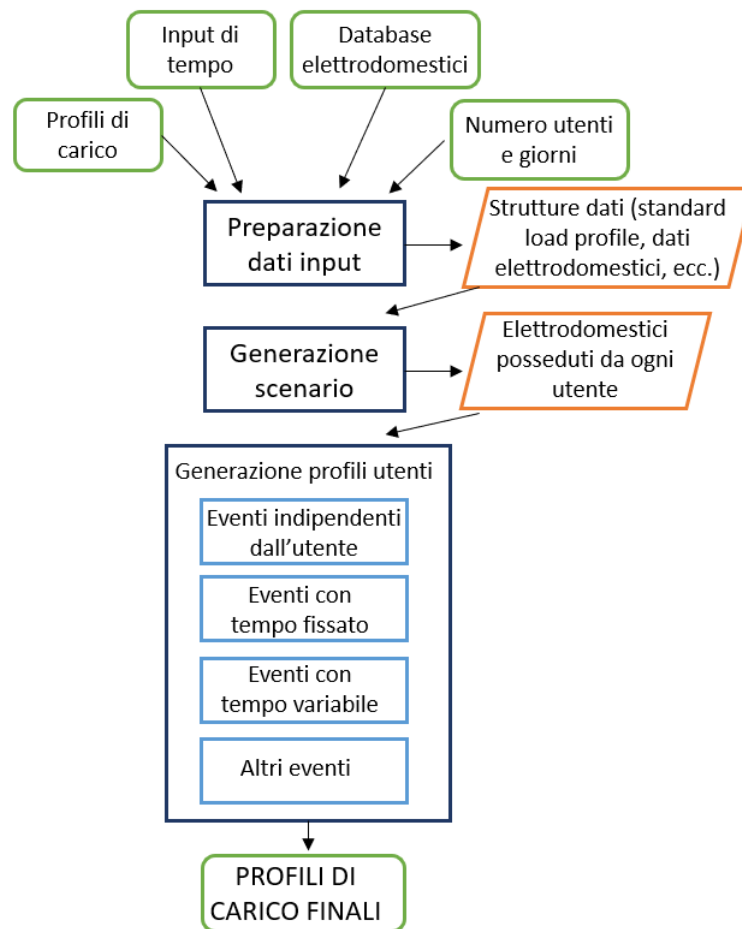 Input di
tempo
Database
elettrodomestici
Profili di
carico
Numero utenti
e giorni
Preparazione
dati input
Strutture dati (standard
load profile, dati
elettrodomestici, ecc.)
Generazione
scenario
Elettrodomestici
posseduti da ogni
utente
Generazione profili utenti
Eventi indipendenti
dall'utente
Eventi con
tempo fissato
Eventi con
tempo variabile
Altri eventi
PROFILI DI
CARICO FINALI